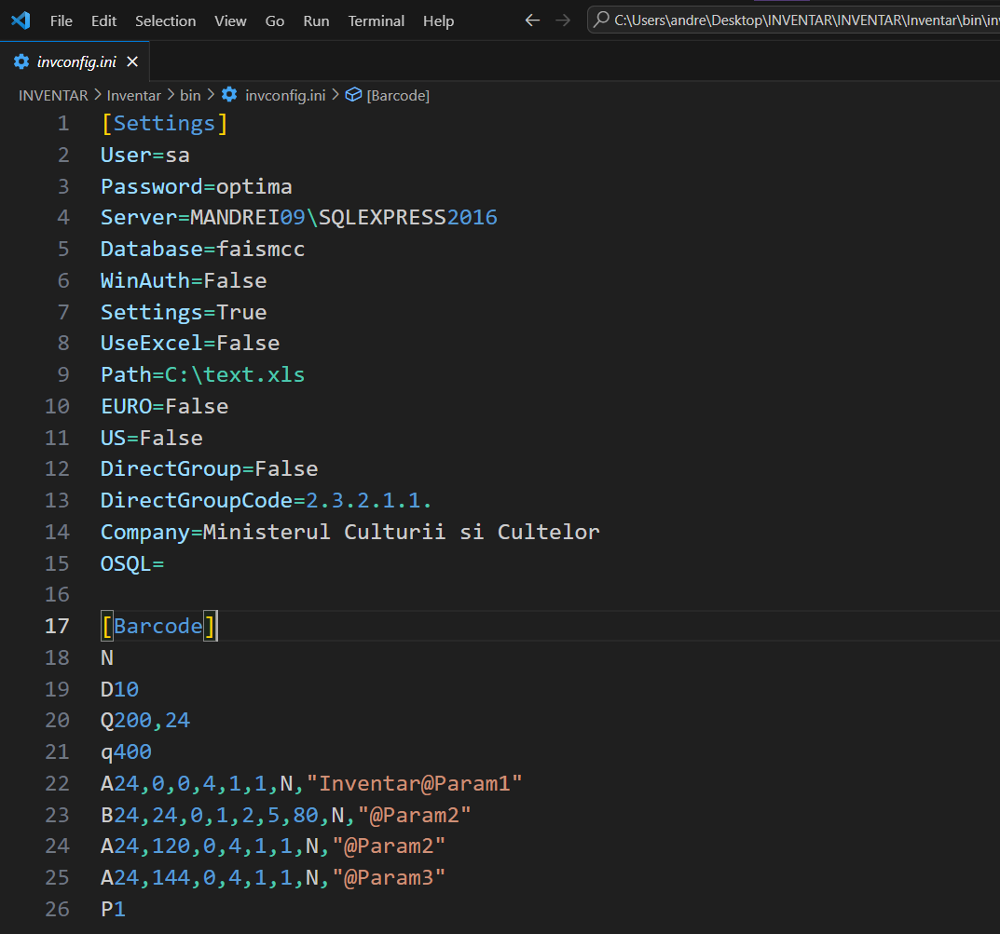 File Edit Selection View Go Run Terminal Help C:\Users\andre\Desktop\INVENTAR\INVENTAR\Inventar\bin\in
invconfig.ini
INVENTAR > Inventar > bin > invconfig.ini > [Barcode]
1 [Settings]
2 User=sa
3 Password=optima
4 Server=MANDREI09\SQLEXPRESS2016
5 Database=faismcc
6 WinAuth=False
7 Settings=True
8 UseExcel=False
9 Path=C:\text.xls
10 EURO=False
11 US=False
12 DirectGroup=False
13 DirectGroupCode=2.3.2.1.1.
14 Company=Ministerul Culturii si Cultelor
15 OSQL=
16
17 [Barcode]
18 N
19 D10
20 Q200,24
21 q400
22 A24,0,0,4,1,1,N,"Inventar@Param1"
23 B24,24,0,1,2,5,80,N,"@Param2"
24 A24,120,0,4,1,1,N,"@Param2"
25 A24,144,0,4,1,1,N,"@Param3"
26 P1